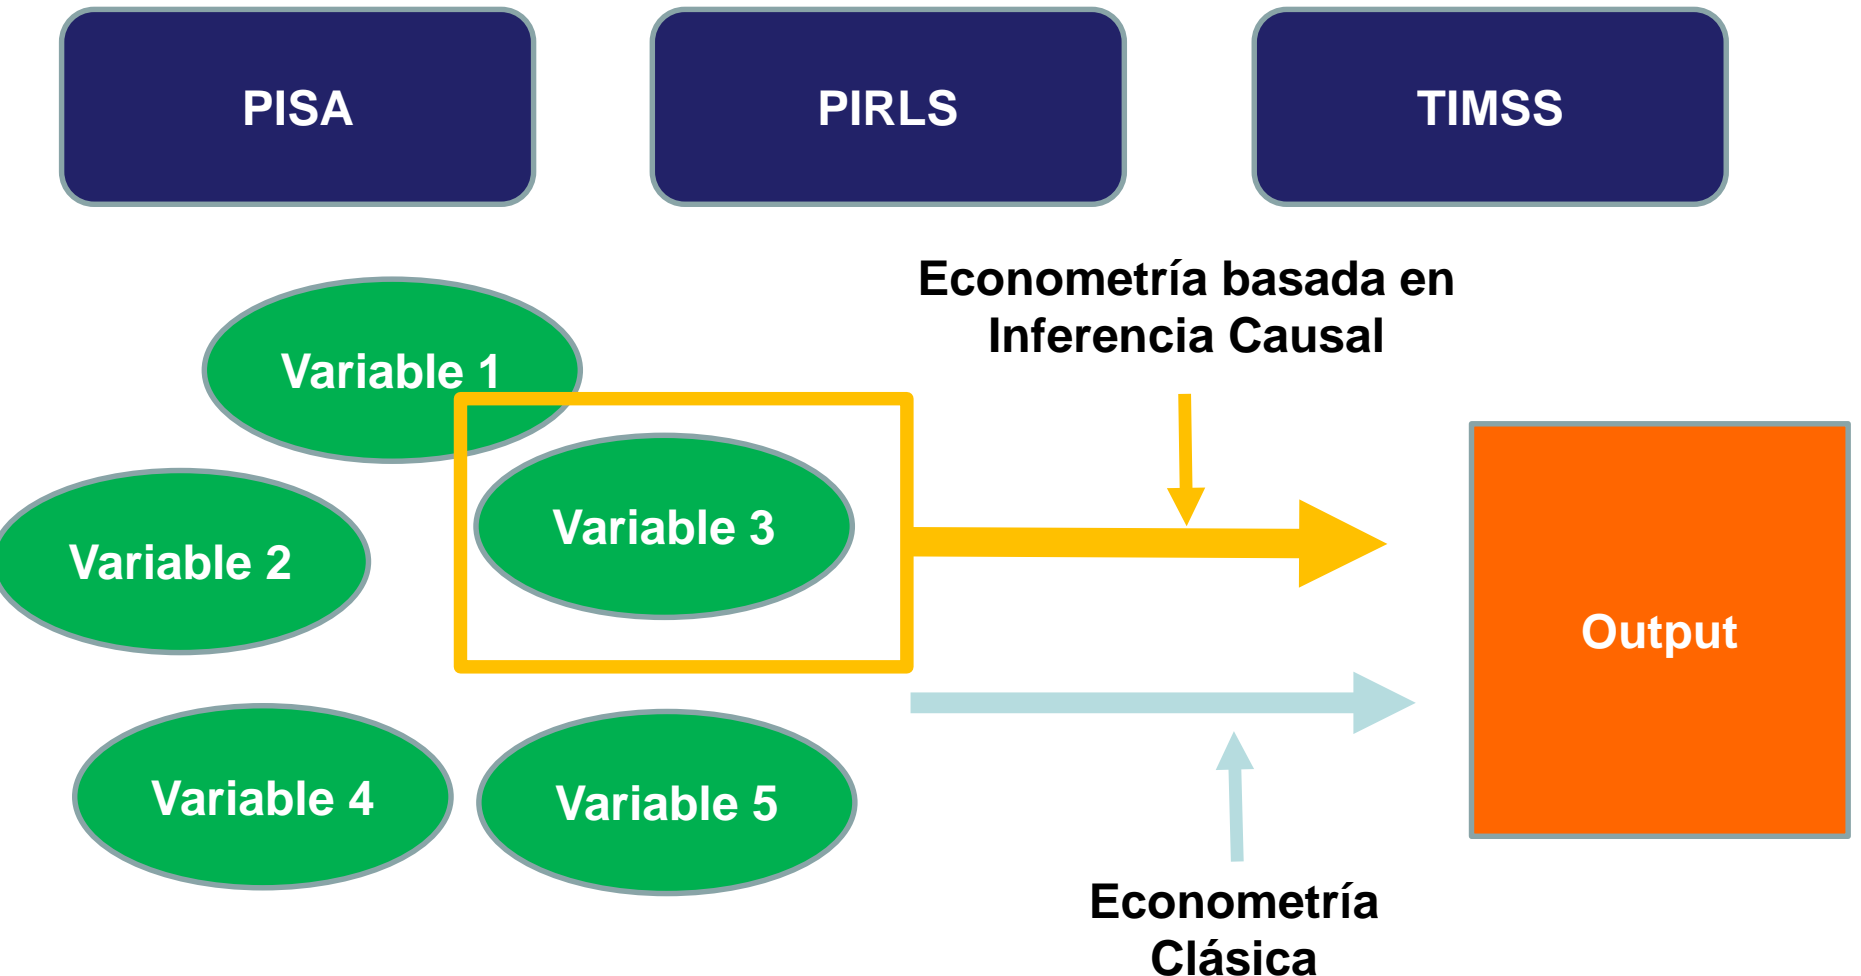 PISA
PIRLS
TIMSS
Econometría basada en
Inferencia Causal
Variable 1
Variable 3
Variable 2
Output
Variable 4
Variable 5
Econometría
Clásica